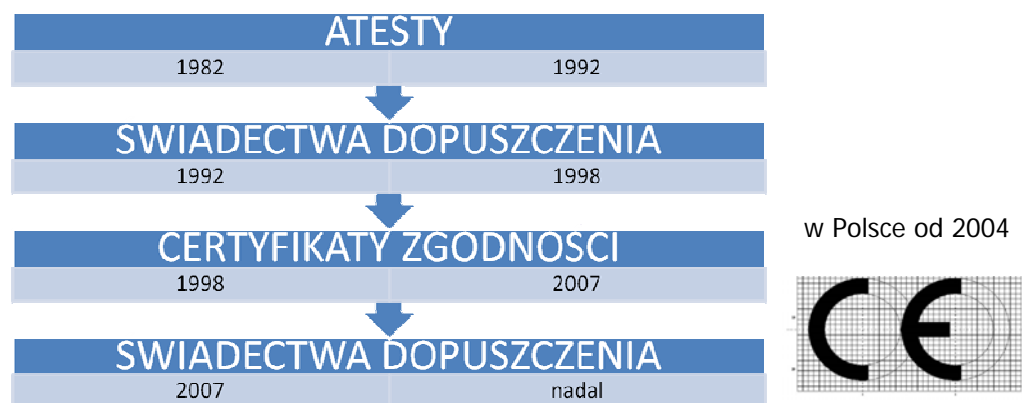 ATESTY
1982 1992
SWIADECTWA DOPUSZCZENIA
1992 1998
CERTYFIKATY ZGODNOSCI
1998 2007
SWIADECTWA DOPUSZCZENIA
2007 nadal
w Polsce od 2004
CE